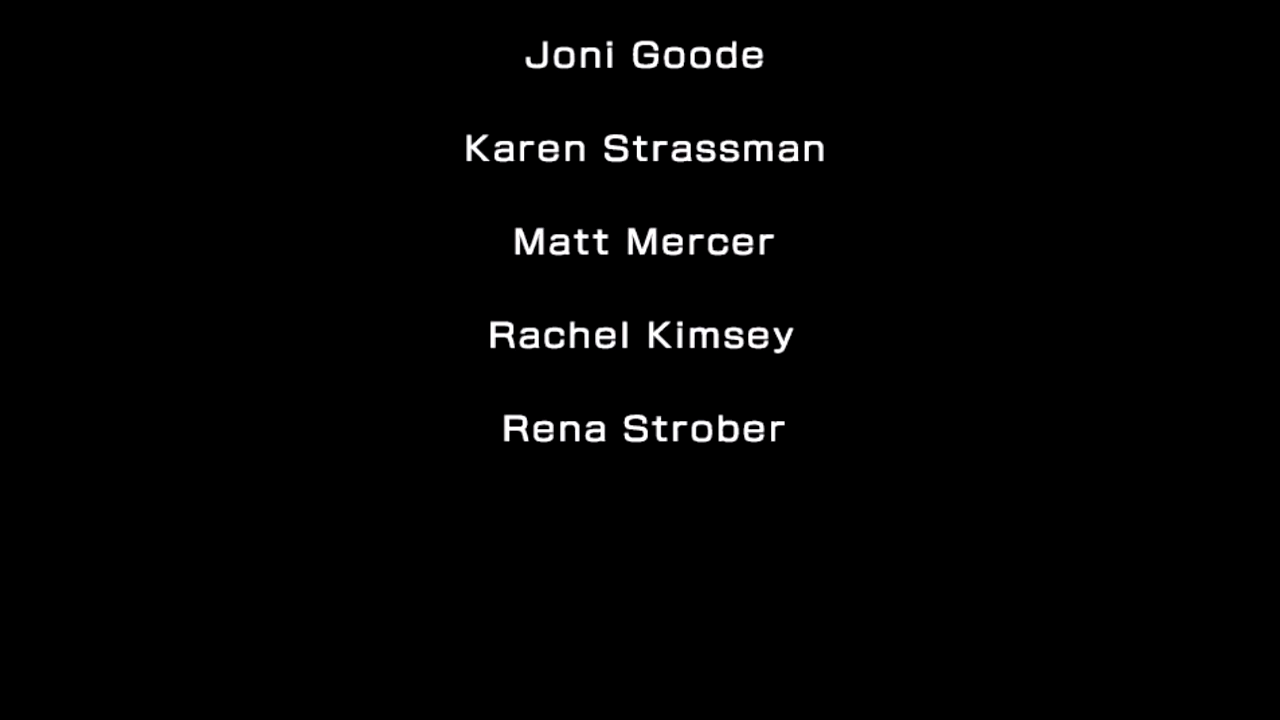 Joni Goode
Karen Strassman
Matt Mercer
Rachel Kimsey
Rena Strober